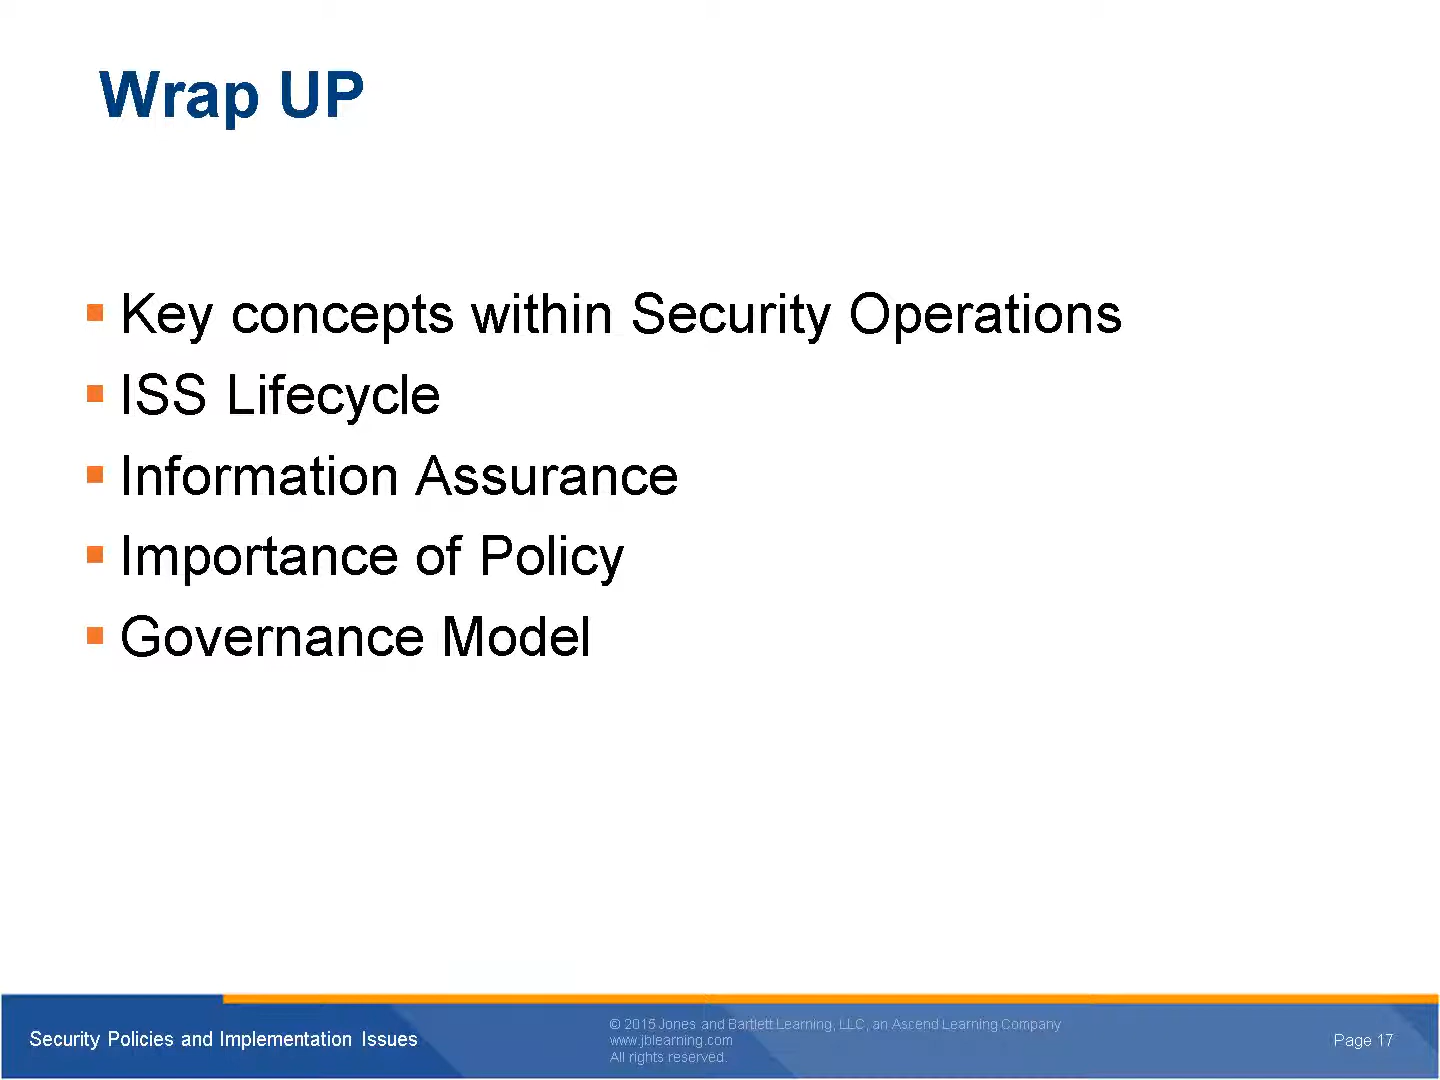 Wrap UP
Key concepts within Security Operations
ISS Lifecycle
Information Assurance
Importance of Policy
Governance Model
Security Policies and Implementation Issues
© 2015 Jones and Bartlett Learning, LLC, an Ascend Learning Company
www.jblearning.com
All rights reserved.
Page 17